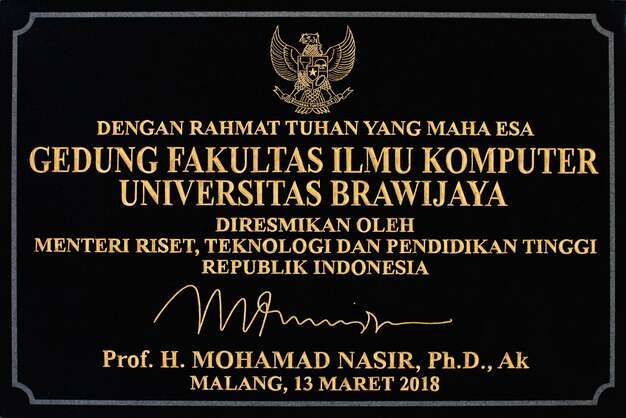 DENGAN RAHMAT TUHAN YANG MAHA ESA
GEDUNG FAKULTAS ILMU KOMPUTER
UNIVERSITAS BRAWIJAYA
DIRESMIKAN OLEH
MENTERI RISET, TEKNOLOGI DAN PENDIDIKAN TINGGI
REPUBLIK INDONESIA
Prof. H. MOHAMAD NASIR, Ph.D., Ak
MALANG, 13 MARET 2018